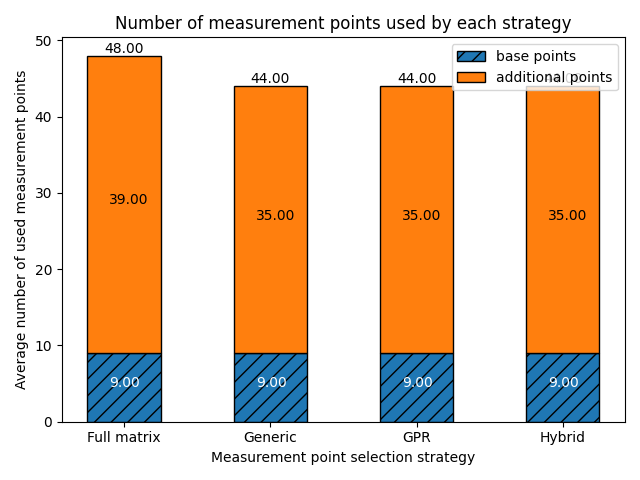 Number of measurement points used by each strategy
Average number of used measurement points
50
40
30
20
10
0
base points
additional points
48.00
44.00
44.00
39.00
35.00
35.00
35.00
9.00
9.00
9.00
9.00
Full matrix
Generic
GPR
Hybrid
Measurement point selection strategy